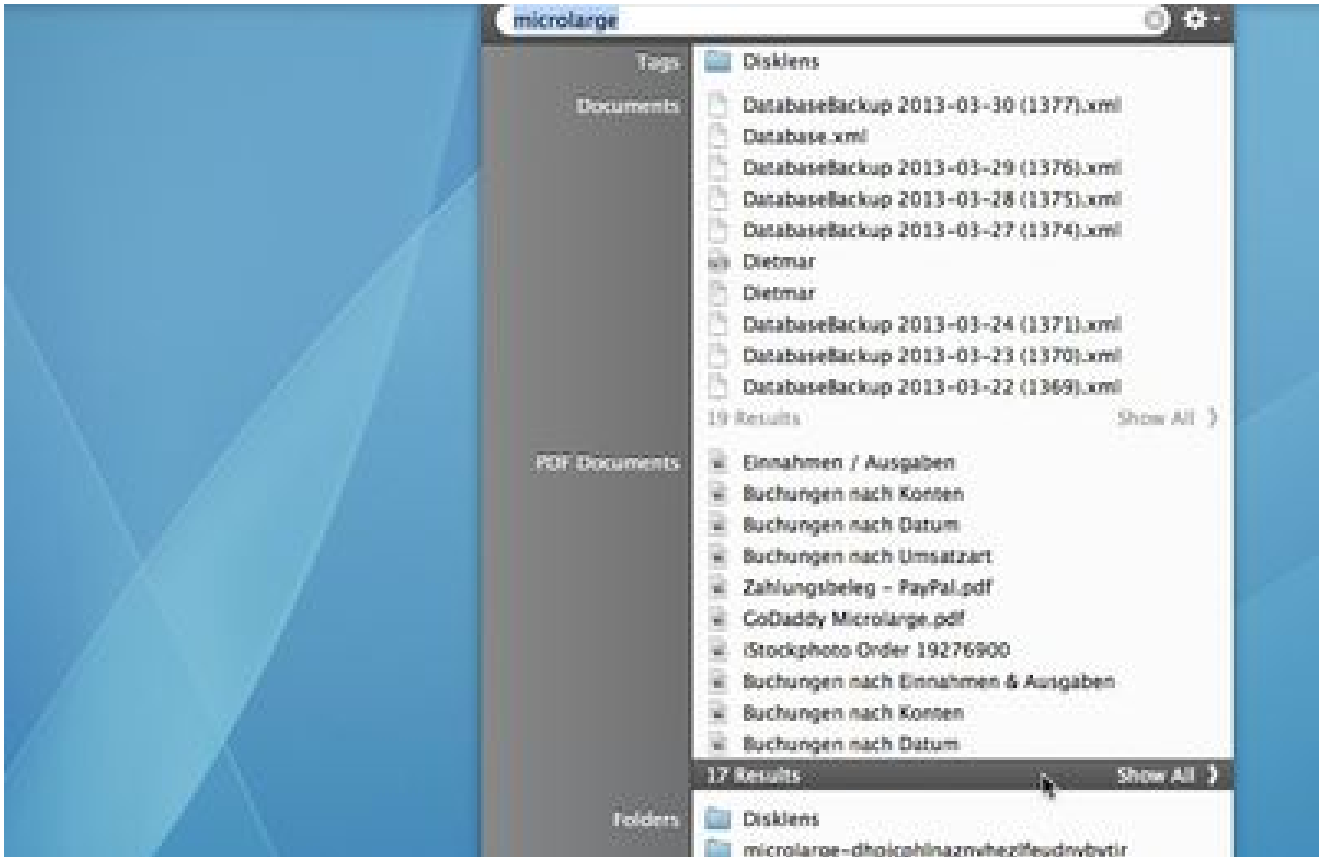 microlarge
Tags
Disklens
Documents
DatabaseBackup 2013-03-30 (1377).xml
Database.xml
DatabaseBackup 2013-03-29 (1376).xml
DatabaseBackup 2013-03-28 (1375).xml
DatabaseBackup 2013-03-27 (1374).xml
Dietmar
Dietmar
DatabaseBackup 2013-03-24 (1371).xml
DatabaseBackup 2013-03-23 (1370).xml
DatabaseBackup 2013-03-22 (1369).xml
19 Results Show All
PDF Documents
Einnahmen / Ausgaben
Buchungen nach Konten
Buchungen nach Datum
Buchungen nach Umsatzart
Zahlungsbeleg - PayPal.pdf
GoDaddy Microlarge.pdf
iStockphoto Order 19276900
Buchungen nach Einnahmen & Ausgaben
Buchungen nach Konten
Buchungen nach Datum
17 Results Show All
Folders
Disklens